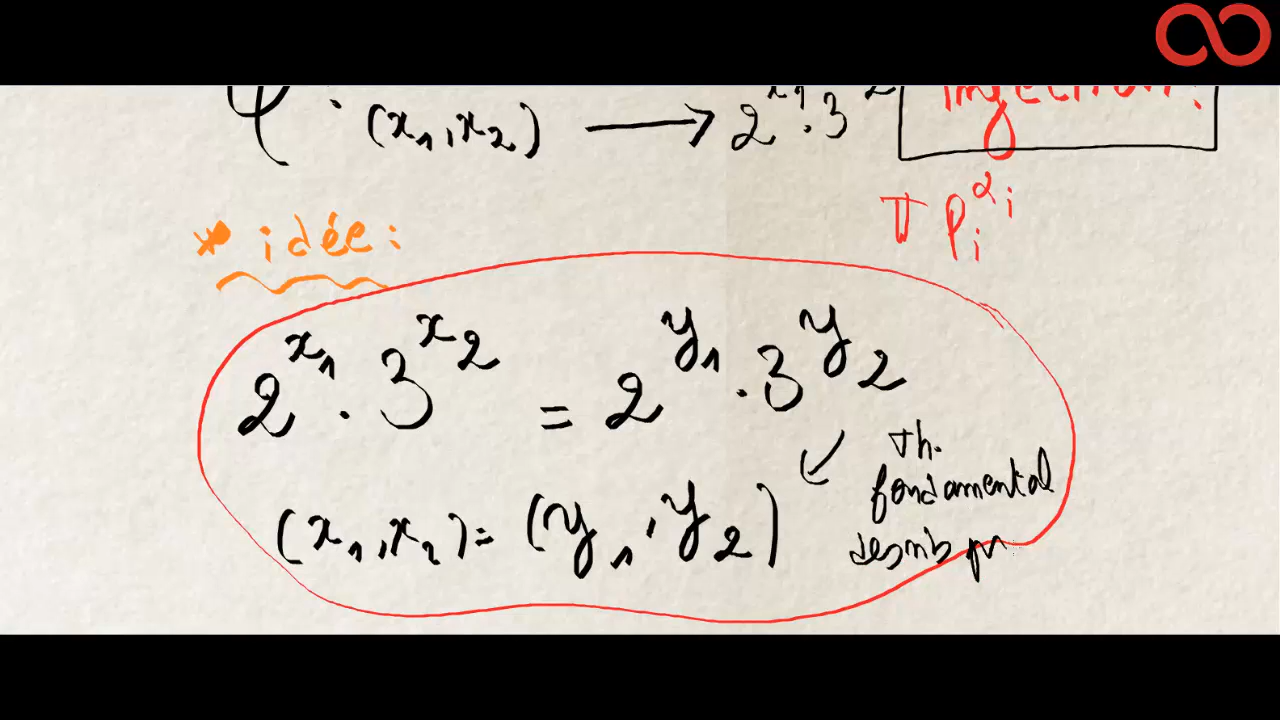 φ : (x₁,x₂) ⟶ 2^x₁ · 3^x₂ injection!
∏ pᵢ^αᵢ
* idée:
2^x₁ · 3^x₂ = 2^y₁ · 3^y₂
Th.
fondamental
(x₁,x₂) = (y₁,y₂)